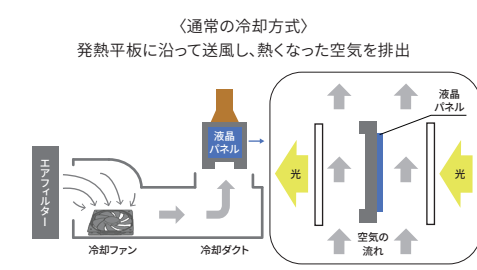 〈通常の冷却方式〉
発熱平板に沿って送風し、熱くなった空気を排出
エアフィルター
冷却ファン
液晶
パネル
冷却ダクト
液晶
パネル
光
光
空気の
流れ